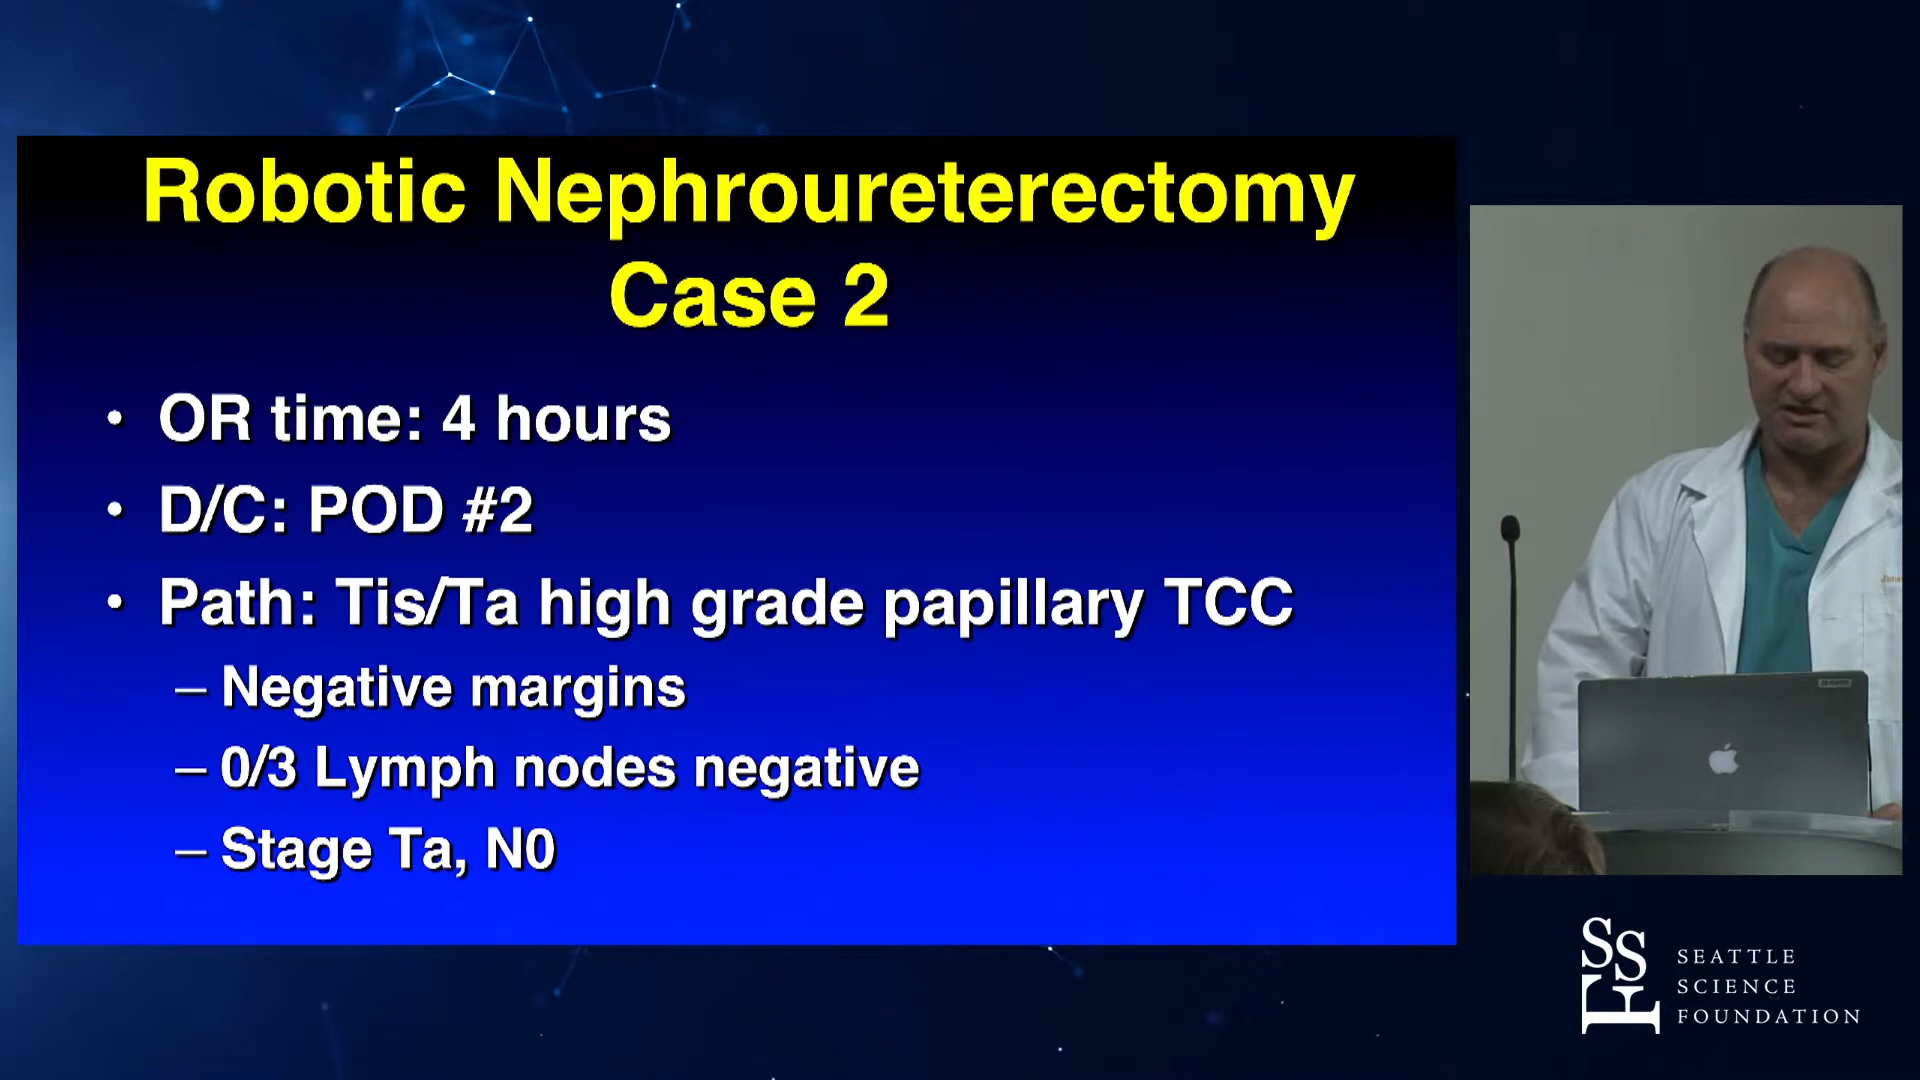 Robotic Nephroureterectomy
Case 2
• OR time: 4 hours
• D/C: POD #2
• Path: Tis/Ta high grade papillary TCC
– Negative margins
– 0/3 Lymph nodes negative
– Stage Ta, N0
SSF
SEATTLE
SCIENCE
FOUNDATION